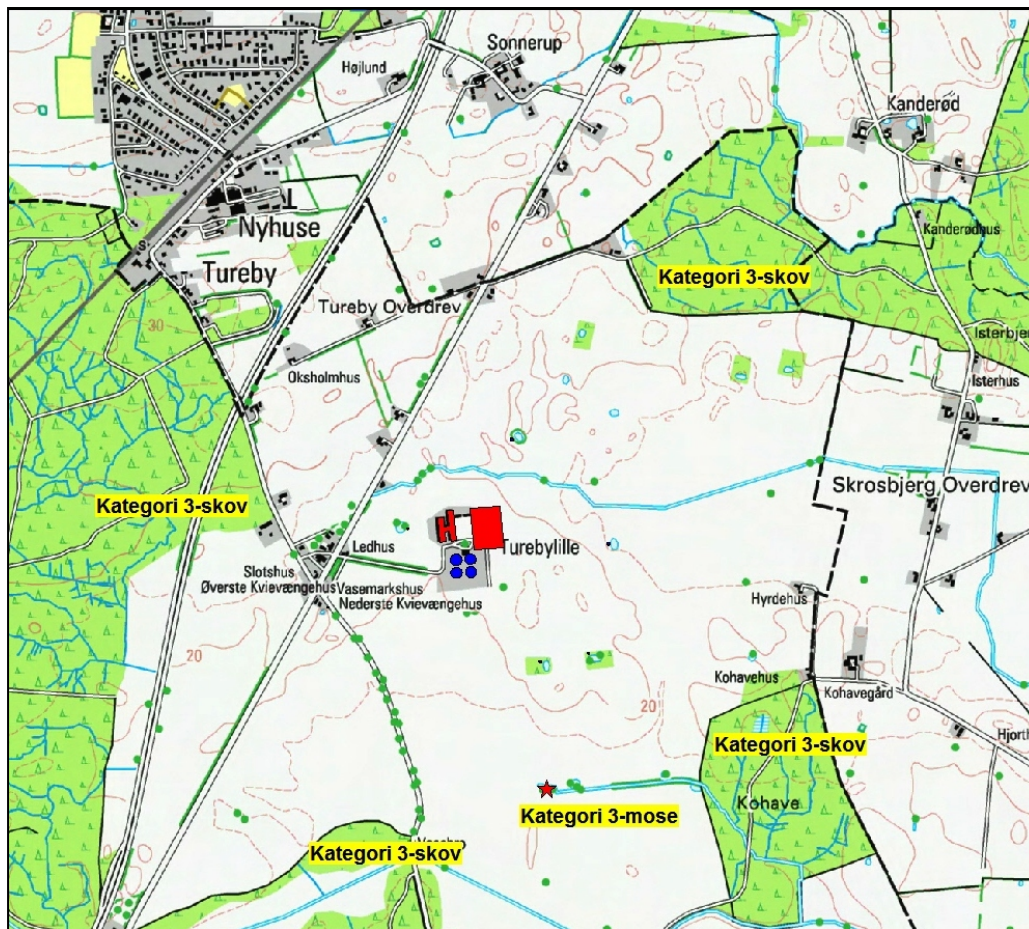 Sonnerup
Højlund
Kanderød
Nyhuse
Kanderødhus
Tureby
Kategori 3-skov
Tureby Overdrev
30
Isterbjer
Oksholmhus
Isterhus
Skrosbjerg Overdrev
Kategori 3-skov
Turebylille
Ledhus
Slotshus
Øverste Kvievængehus
Vasemarkshus
Nederste Kvievængehus
Hyrdehus
20
Kohavehus
Kohavegård
20
Hjorth
Kategori 3-skov
Kohave
Kategori 3-mose
Kategori 3-skov